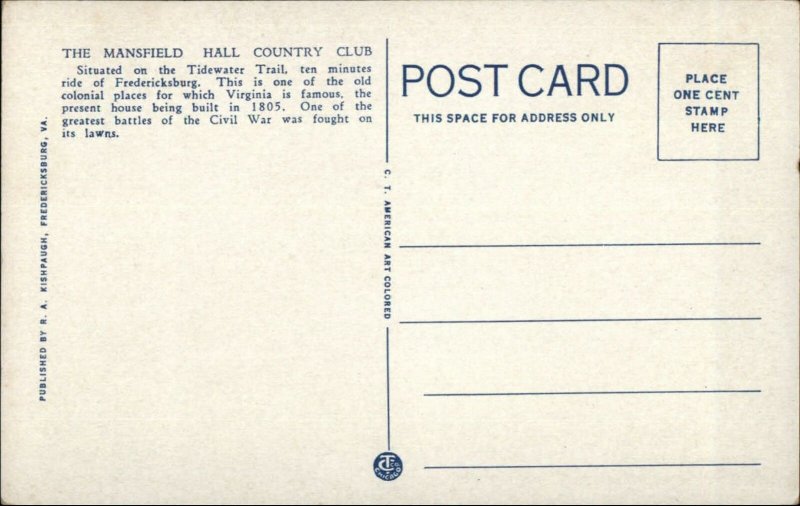 THE MANSFIELD HALL COUNTRY CLUB
Situated on the Tidewater Trail, ten minutes
ride of Fredericksburg. This is one of the old
colonial places for which Virginia is famous, the
present house being built in 1805. One of the
greatest battles of the Civil War was fought on
its lawns.
PUBLISHED BY R. A. KISHPAUGH, FREDERICKSBURG, VA.
C. T. AMERICAN ART COLORED
CHICAGO
POST CARD
THIS SPACE FOR ADDRESS ONLY
PLACE
ONE CENT
STAMP
HERE